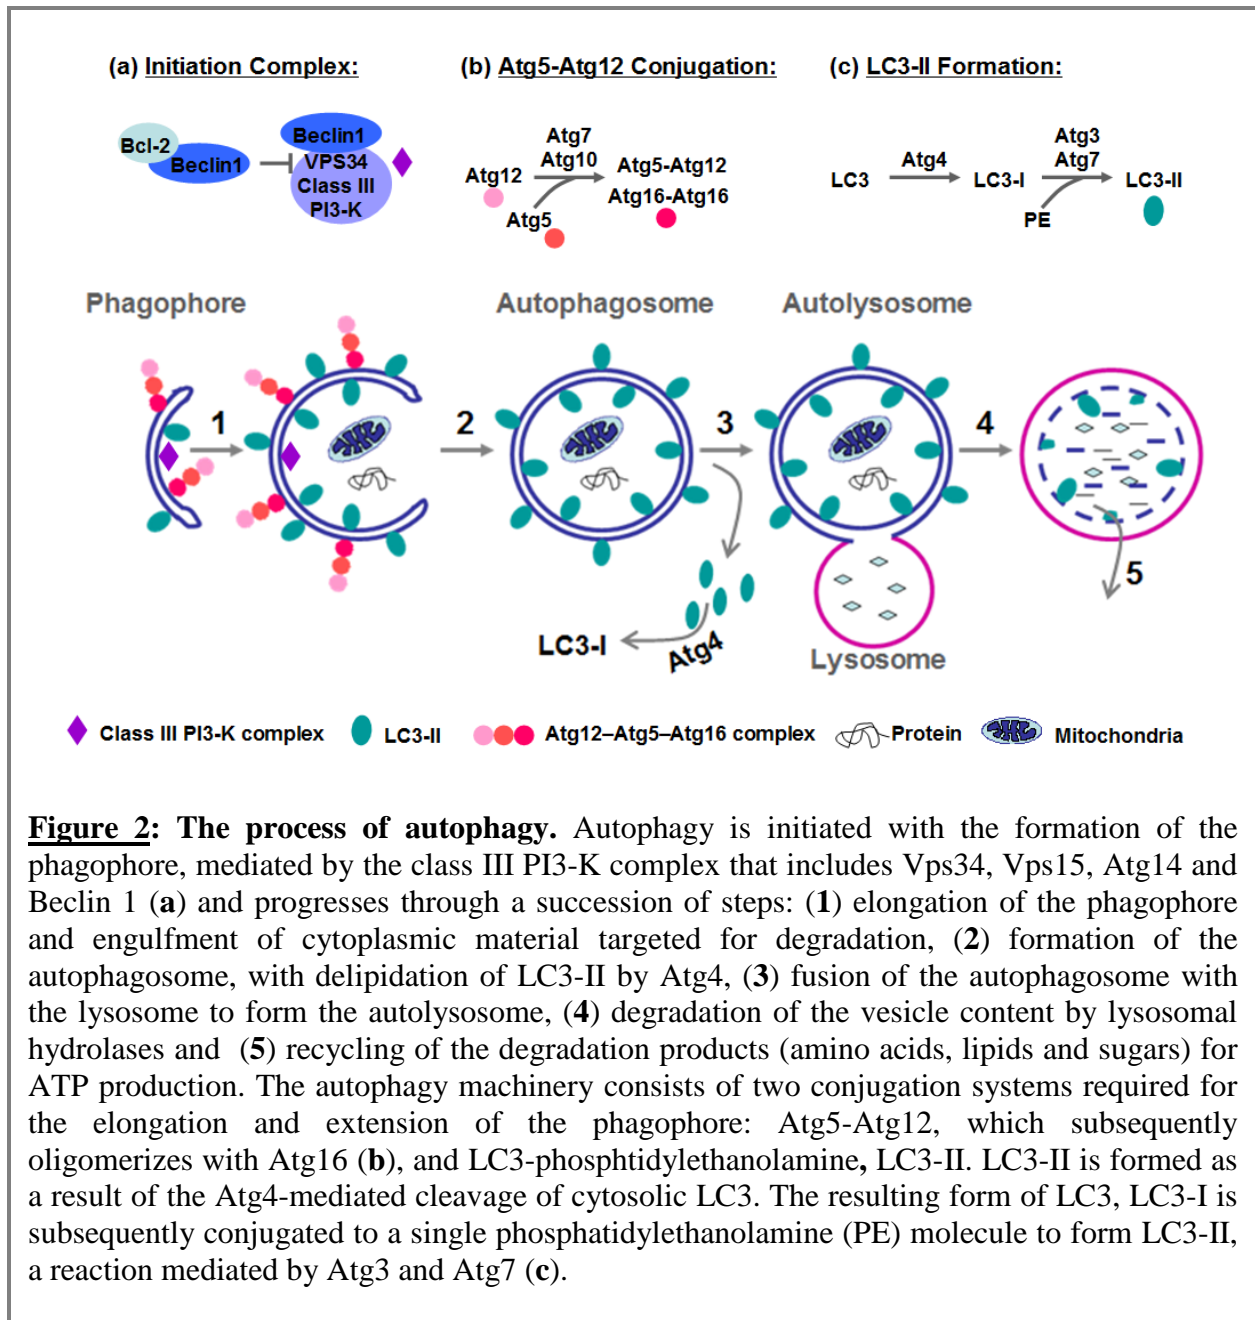 (a) Initiation Complex:
(b) Atg5-Atg12 Conjugation:
(c) LC3-II Formation:
Bcl-2
Beclin1
Beclin1
VPS34
Class III
PI3-K
Atg7
Atg10
Atg12
Atg5
Atg5-Atg12
Atg16-Atg16
LC3
Atg4
LC3-I
Atg3
Atg7
PE
LC3-II
Phagophore
Autophagosome
Autolysosome
1
2
3
4
5
LC3-I
Atg4
Lysosome
Class III PI3-K complex
LC3-II
Atg12–Atg5–Atg16 complex
Protein
Mitochondria
Figure 2: The process of autophagy. Autophagy is initiated with the formation of the
phagophore, mediated by the class III PI3-K complex that includes Vps34, Vps15, Atg14 and
Beclin 1 (a) and progresses through a succession of steps: (1) elongation of the phagophore
and engulfment of cytoplasmic material targeted for degradation, (2) formation of the
autophagosome, with delipidation of LC3-II by Atg4, (3) fusion of the autophagosome with
the lysosome to form the autolysosome, (4) degradation of the vesicle content by lysosomal
hydrolases and (5) recycling of the degradation products (amino acids, lipids and sugars) for
ATP production. The autophagy machinery consists of two conjugation systems required for
the elongation and extension of the phagophore: Atg5-Atg12, which subsequently
oligomerizes with Atg16 (b), and LC3-phosphtidylethanolamine, LC3-II. LC3-II is formed as
a result of the Atg4-mediated cleavage of cytosolic LC3. The resulting form of LC3, LC3-I is
subsequently conjugated to a single phosphatidylethanolamine (PE) molecule to form LC3-II,
a reaction mediated by Atg3 and Atg7 (c).